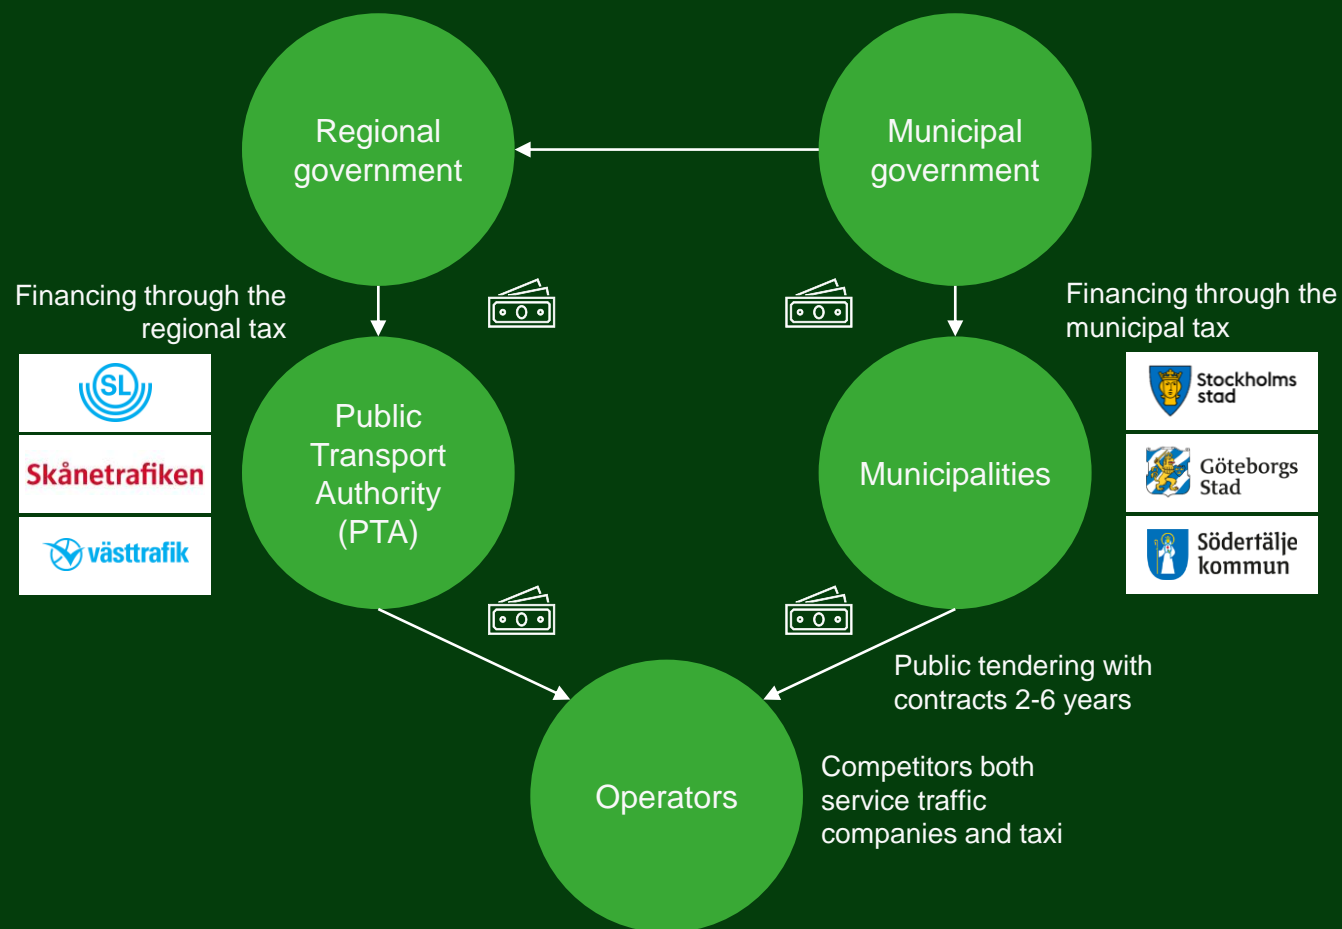 Regional
government
Municipal
government
Financing through the
regional tax
Financing through the
municipal tax
SL
Skånetrafiken
västtrafik
Public
Transport
Authority
(PTA)
Municipalities
Stockholms
stad
Göteborgs
Stad
Södertälje
kommun
Public tendering with
contracts 2-6 years
Operators
Competitors both
service traffic
companies and taxi